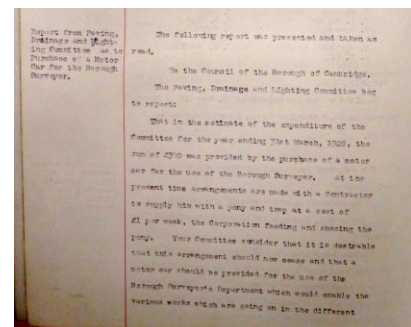 Report from Paving,
Drainage and Light-
ing Committee as to
Purchase of a Motor
Car for the Borough
Surveyor.
The following report was presented and taken as
read.
To the Council of the Borough of Cambridge.
The Paving, Drainage and Lighting Committee beg
to report:
That in the estimate of the expenditure of the
Committee for the year ending 31st March, 1920, the
sum of £300 was provided by the purchase of a motor
car for the use of the Borough Surveyor. At the
present time arrangements are made with a Contractor
to supply him with a pony and trap at a cost of
£1 per week, the Corporation feeding and shoeing the
pony. Your Committee consider that it is desirable
that this arrangement should now cease and that a
motor car should be provided for the use of the
Borough Surveyor's Department which would enable the
various works which are going on in the different